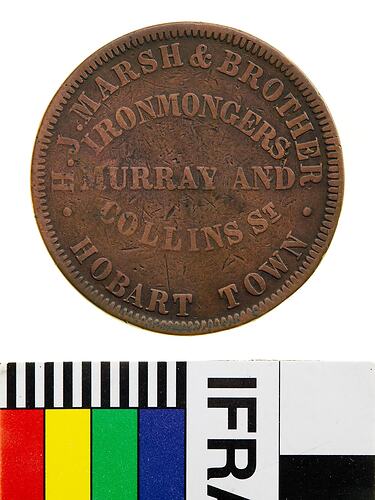 H. J. MARSH & BROTHER
IRONMONGERS
MURRAY AND
COLLINS ST
· HOBART TOWN ·
IFRA